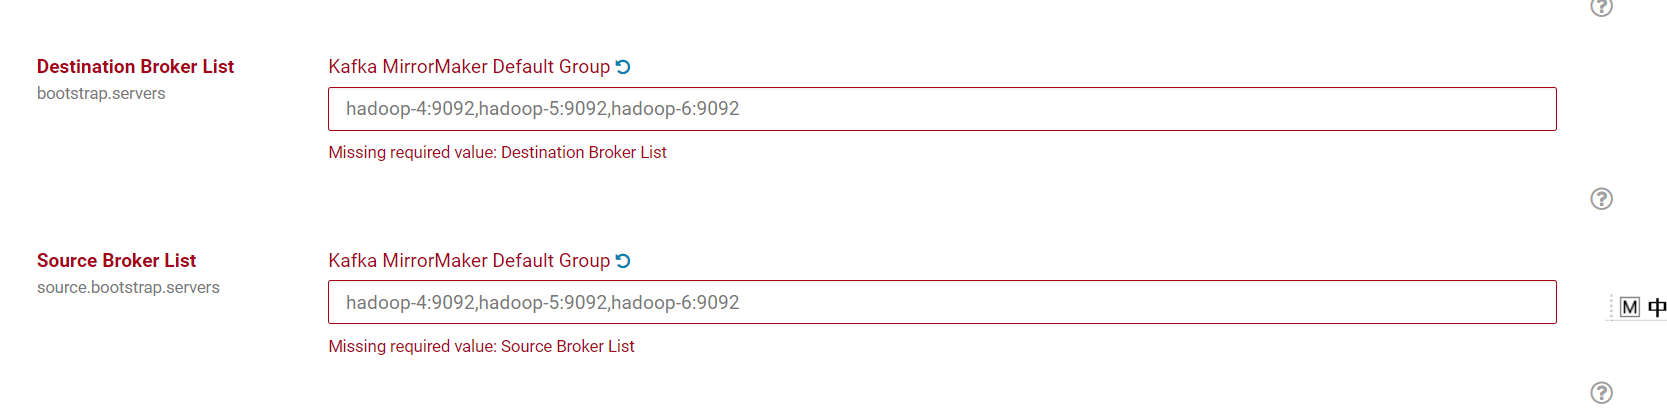 Destination Broker List
Kafka MirrorMaker Default Group
bootstrap.servers
hadoop-4:9092,hadoop-5:9092,hadoop-6:9092
Missing required value: Destination Broker List
Source Broker List
Kafka MirrorMaker Default Group
source.bootstrap.servers
hadoop-4:9092,hadoop-5:9092,hadoop-6:9092
M 中
Missing required value: Source Broker List